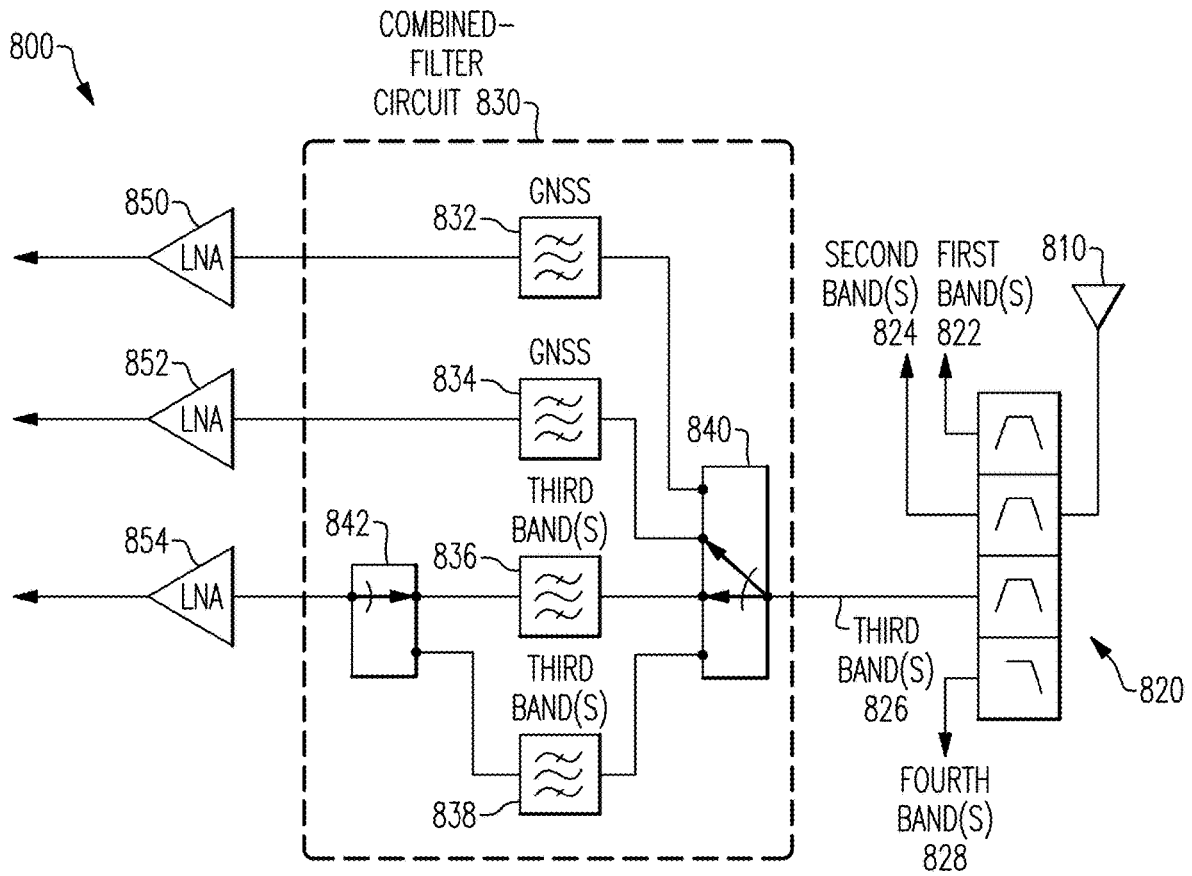 800
COMBINED-
FILTER
CIRCUIT 830
850
LNA
832
GNSS
852
LNA
834
GNSS
854
LNA
842
THIRD
BAND(S)
836
THIRD
BAND(S)
838
840
SECOND
BAND(S)
824
FIRST
BAND(S)
822
810
THIRD
BAND(S)
826
820
FOURTH
BAND(S)
828